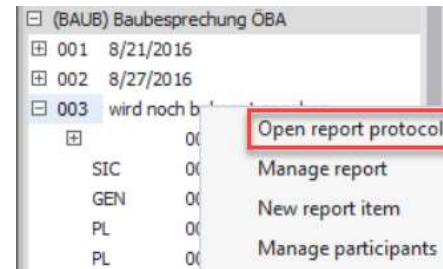 (BAUB) Baubesprechung ÖBA
001 8/21/2016
002 8/27/2016
003 wird noch
Open report protocol
Manage report
SIC
New report item
GEN
PL
Manage participants
PL